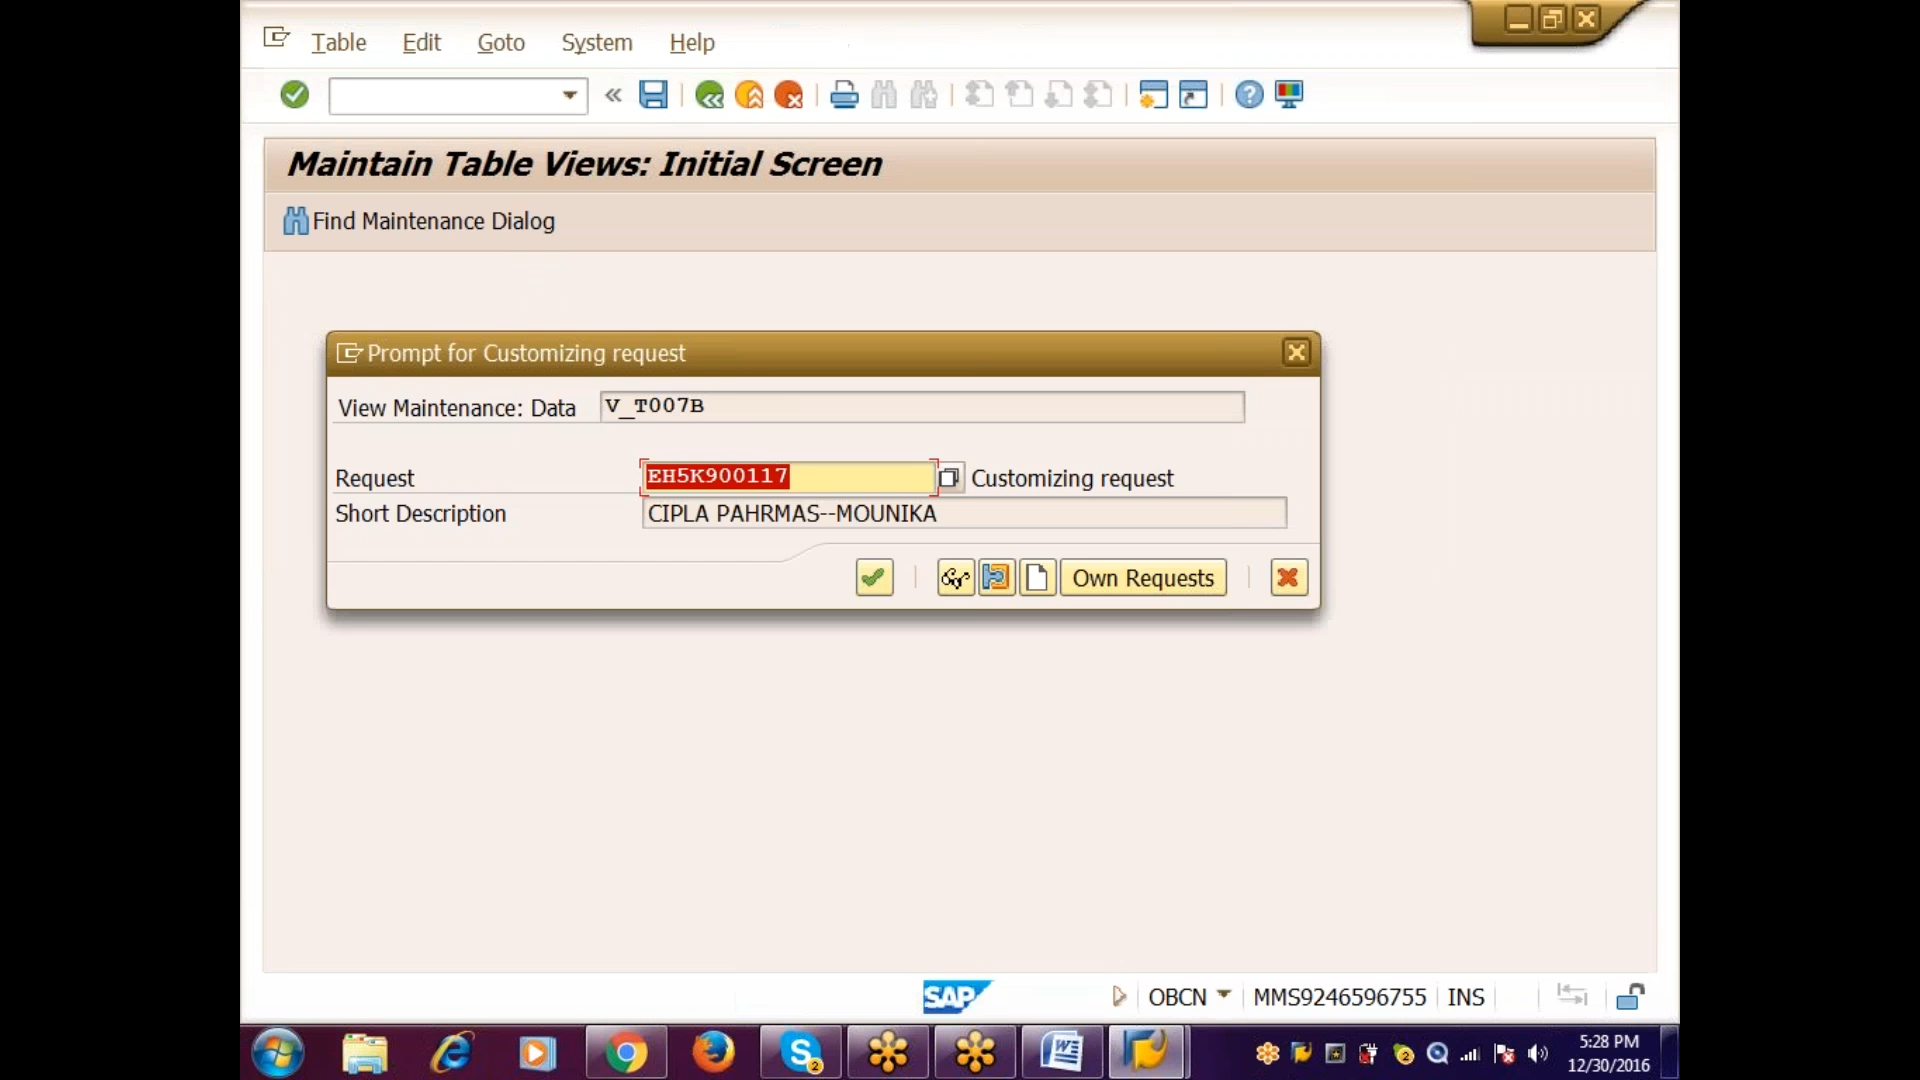 Table Edit Goto System Help
Maintain Table Views: Initial Screen
Find Maintenance Dialog
Prompt for Customizing request
View Maintenance: Data V_T007B
Request EH5K900117 Customizing request
Short Description CIPLA PAHRMAS--MOUNIKA
Own Requests
SAP OBCN MMS9246596755 INS
5:28 PM
12/30/2016